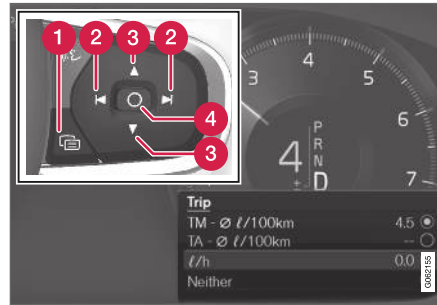 1
2
3
2
4
3
3
4
5
6
7
4
P
R
N
D
±
Trip
TM - Ø ℓ/100km 4.5
TA - Ø ℓ/100km --
ℓ/h 0.0
Neither
G062155